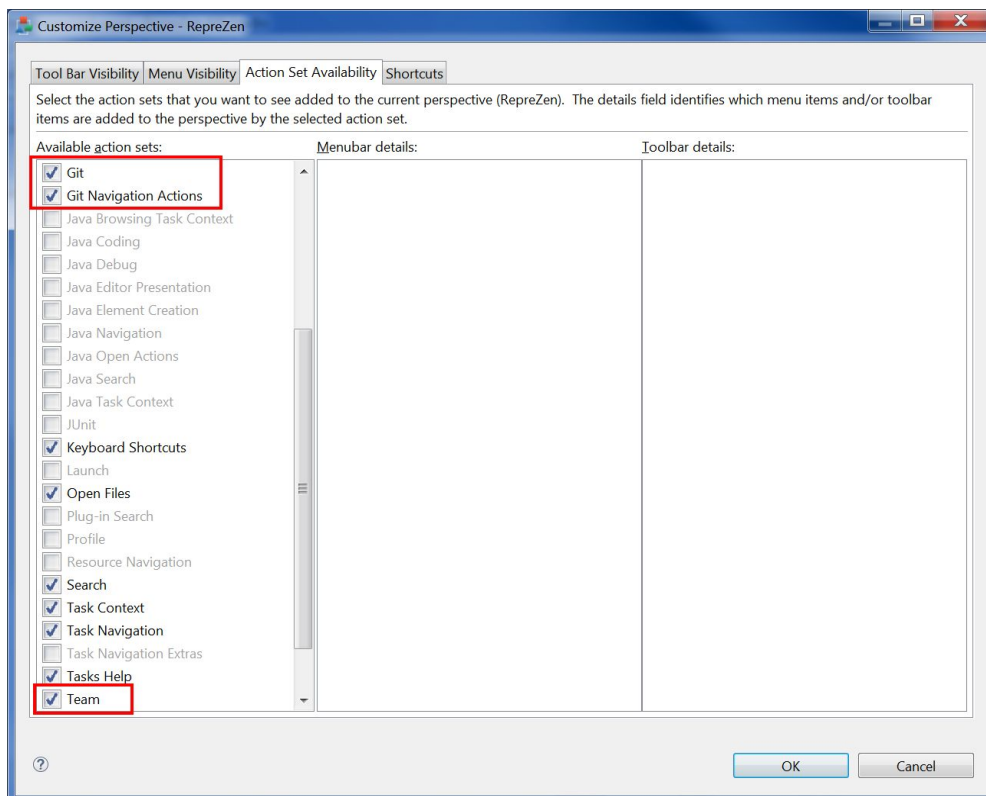 Customize Perspective - RepreZen
Tool Bar Visibility Menu Visibility Action Set Availability Shortcuts
Select the action sets that you want to see added to the current perspective (RepreZen). The details field identifies which menu items and/or toolbar
items are added to the perspective by the selected action set.
Available action sets: Menubar details: Toolbar details:
Git
Git Navigation Actions
Java Browsing Task Context
Java Coding
Java Debug
Java Editor Presentation
Java Element Creation
Java Navigation
Java Open Actions
Java Search
Java Task Context
JUnit
Keyboard Shortcuts
Launch
Open Files
Plug-in Search
Profile
Resource Navigation
Search
Task Context
Task Navigation
Task Navigation Extras
Tasks Help
Team
OK Cancel